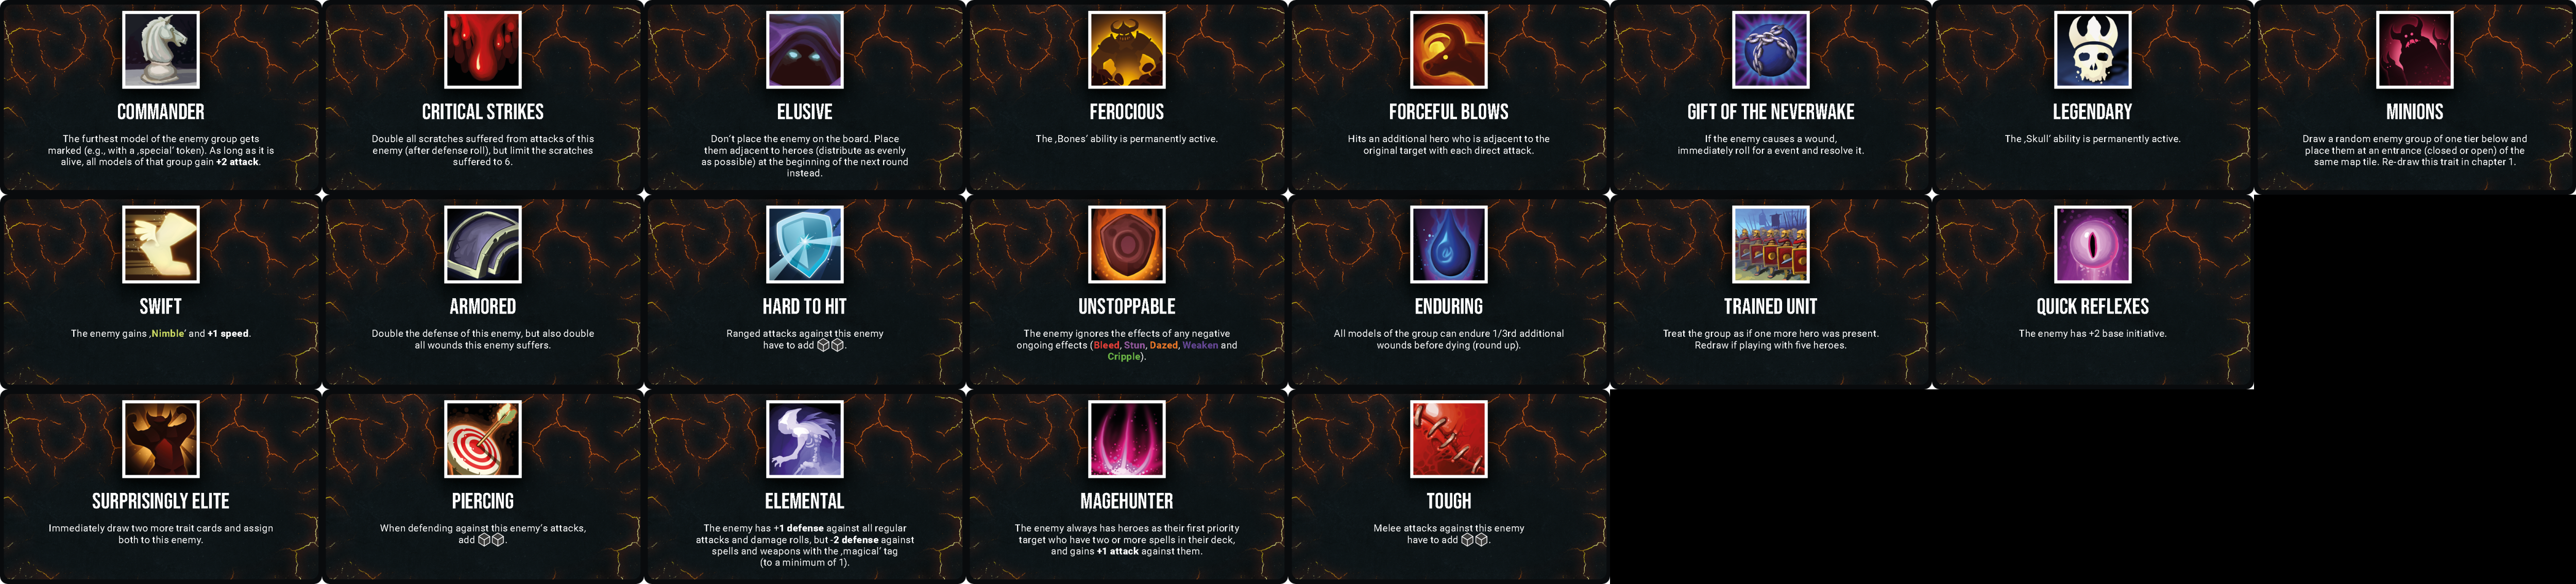 COMMANDER
The furthest model of the enemy group gets
marked (e.g., with a ‚special’ token). As long as it is
alive, all models of that group gain +2 attack.
CRITICAL STRIKES
Double all scratches suffered from attacks of this
enemy (after defense roll), but limit the scratches
suffered to 6.
ELUSIVE
Don’t place the enemy on the board. Place
them adjacent to heroes (distribute as evenly
as possible) at the beginning of the next round
instead.
FEROCIOUS
The ‚Bones’ ability is permanently active.
FORCEFUL BLOWS
Hits an additional hero who is adjacent to the
original target with each direct attack.
GIFT OF THE NEVERWAKE
If the enemy causes a wound,
immediately roll for a event and resolve it.
LEGENDARY
The ‚Skull’ ability is permanently active.
MINIONS
Draw a random enemy group of one tier below and
place them at an entrance (closed or open) of the
same map tile. Re-draw this trait in chapter 1.
SWIFT
The enemy gains ‚Nimble’ and +1 speed.
ARMORED
Double the defense of this enemy, but also double
all wounds this enemy suffers.
HARD TO HIT
Ranged attacks against this enemy
have to add .
UNSTOPPABLE
The enemy ignores the effects of any negative
ongoing effects (Bleed, Stun, Dazed, Weaken and
Cripple).
ENDURING
All models of the group can endure 1/3rd additional
wounds before dying (round up).
TRAINED UNIT
Treat the group as if one more hero was present.
Redraw if playing with five heroes.
QUICK REFLEXES
The enemy has +2 base initiative.
SURPRISINGLY ELITE
Immediately draw two more trait cards and assign
both to this enemy.
PIERCING
When defending against this enemy’s attacks,
add .
ELEMENTAL
The enemy has +1 defense against all regular
attacks and damage rolls, but -2 defense against
spells and weapons with the ‚magical’ tag
(to a minimum of 1).
MAGEHUNTER
The enemy always has heroes as their first priority
target who have two or more spells in their deck,
and gains +1 attack against them.
TOUGH
Melee attacks against this enemy
have to add .